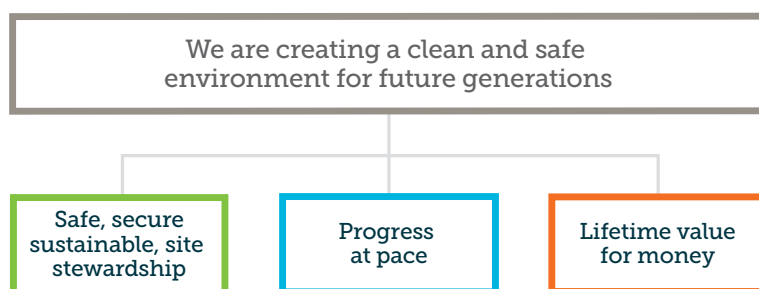 We are creating a clean and safe
environment for future generations
Safe, secure
sustainable, site
stewardship
Progress
at pace
Lifetime value
for money